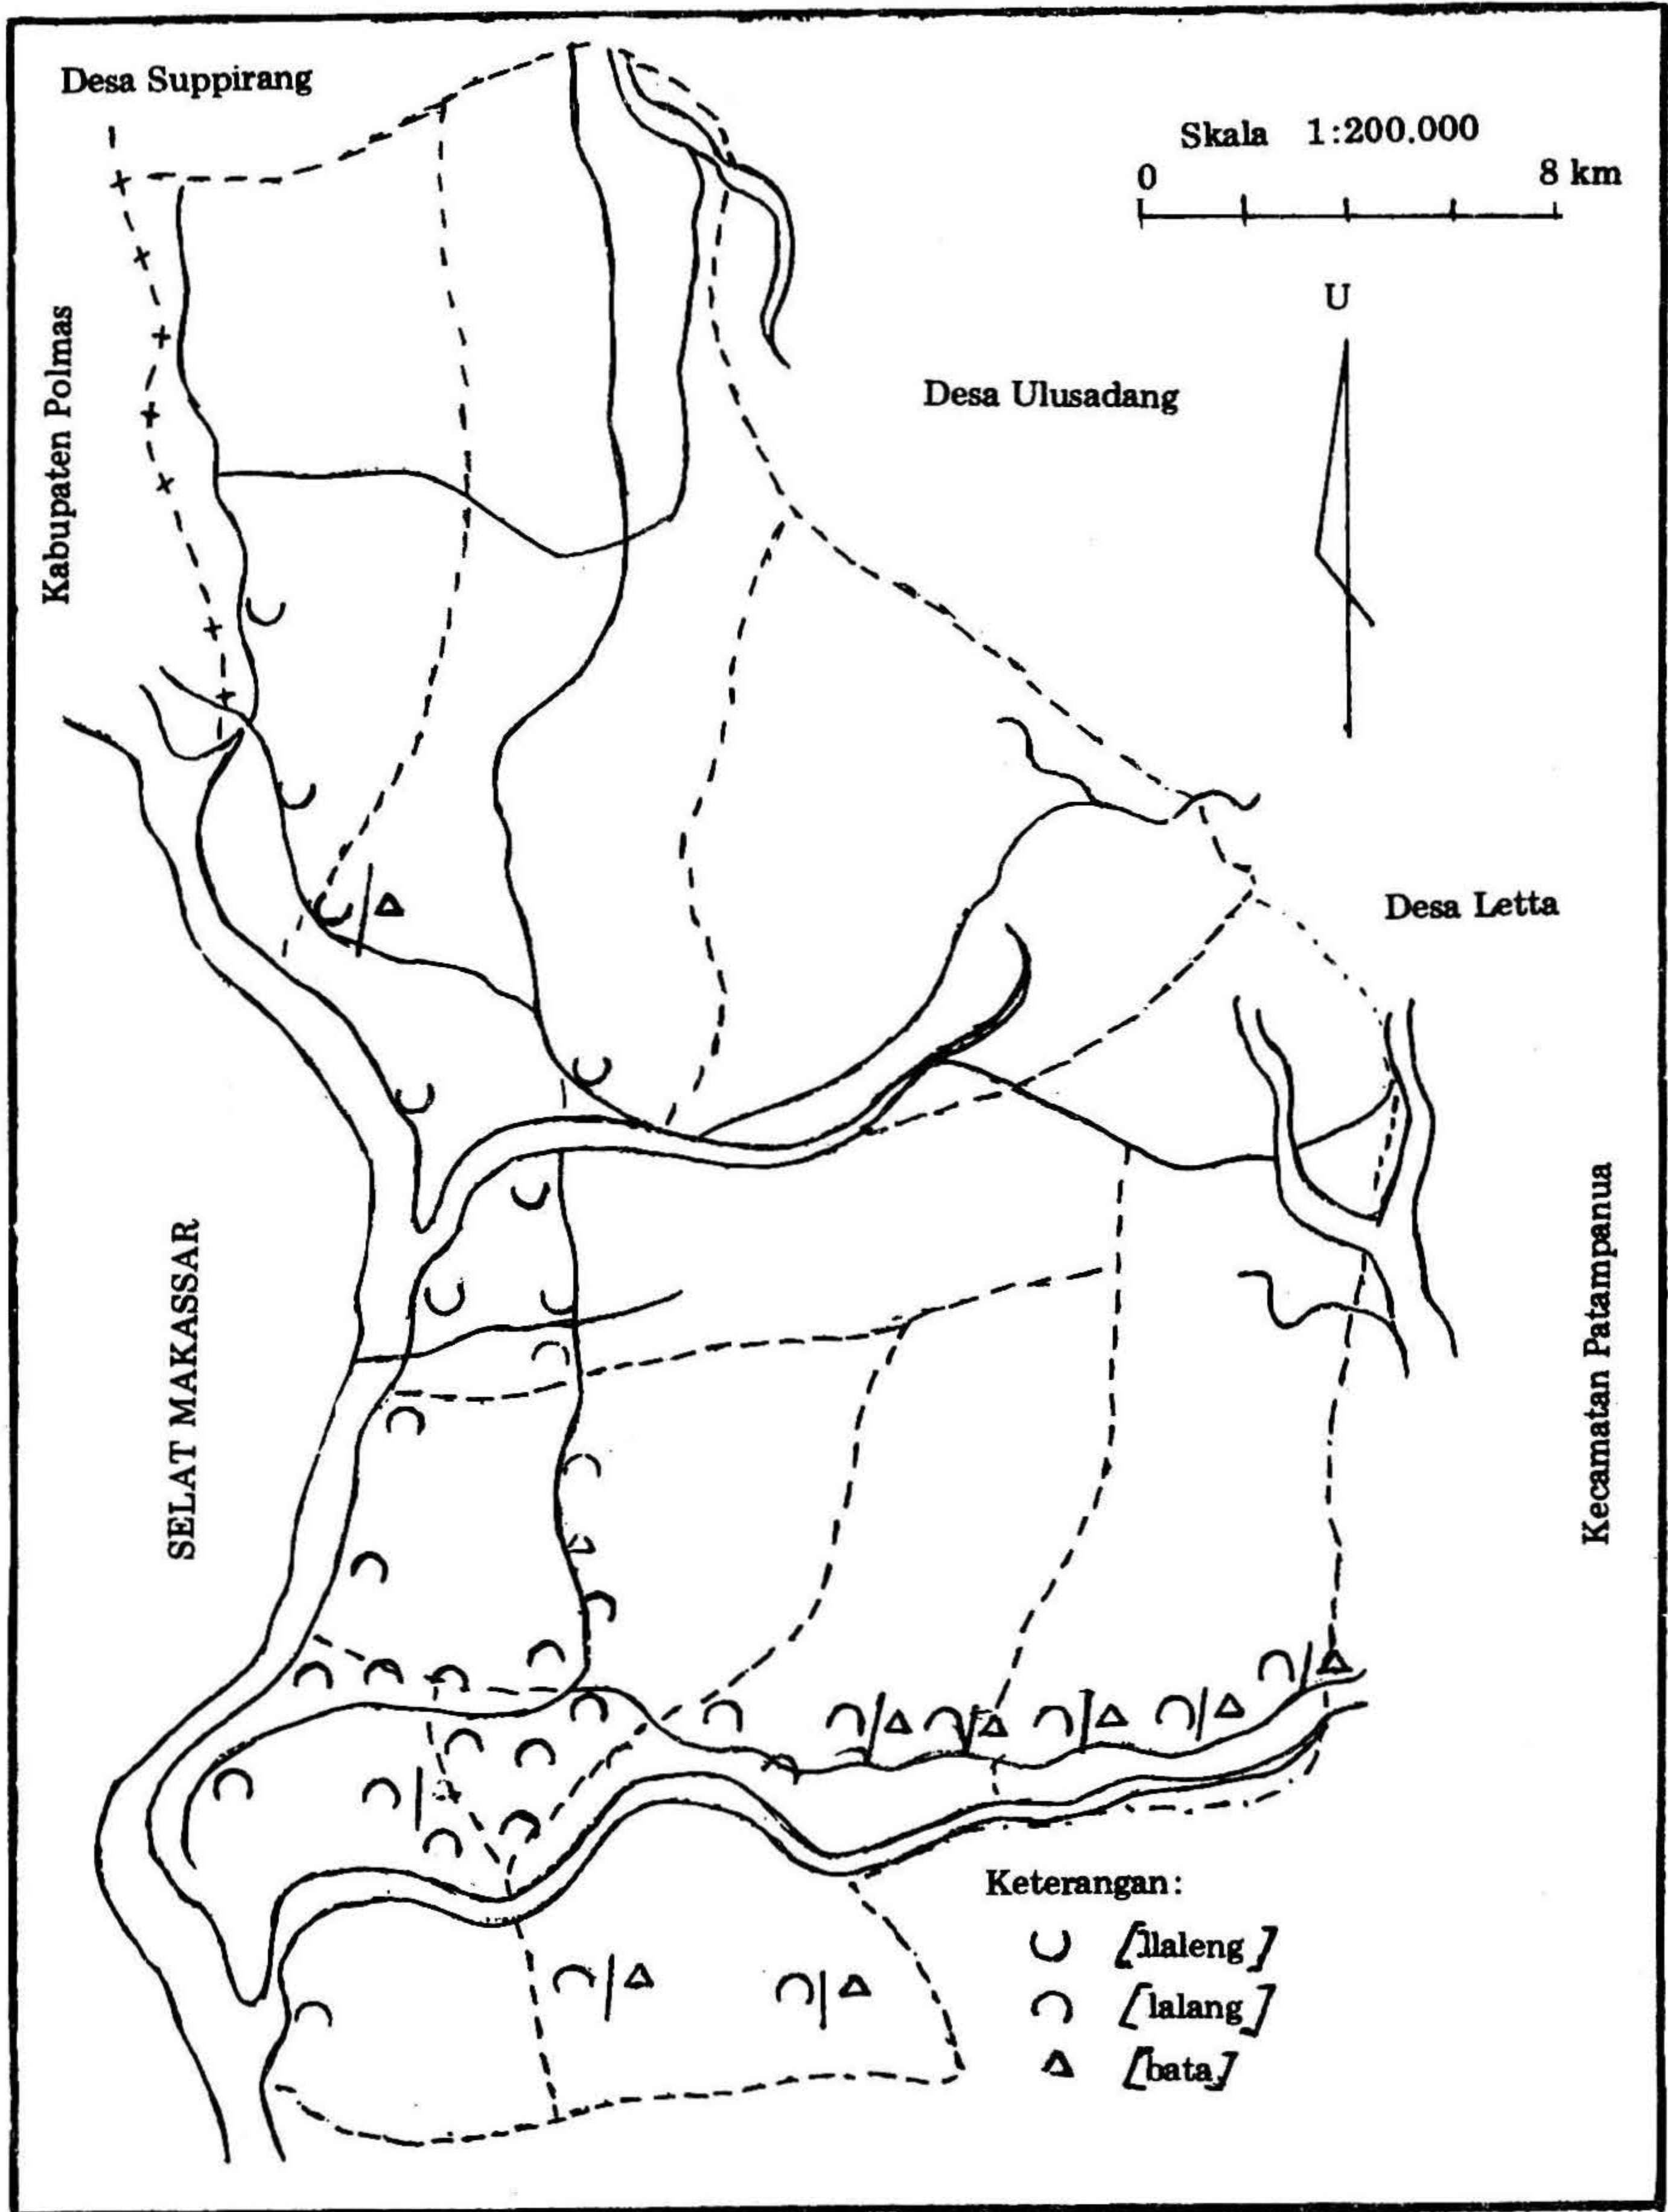 Desa Suppirang
Skala 1:200.000
0 8 km
U
Kabupaten Polmas
Desa Ulusadang
Desa Letta
SELAT MAKASSAR
Kecamatan Patampanua
Keterangan:
[llaleng]
[lalang]
[bata]